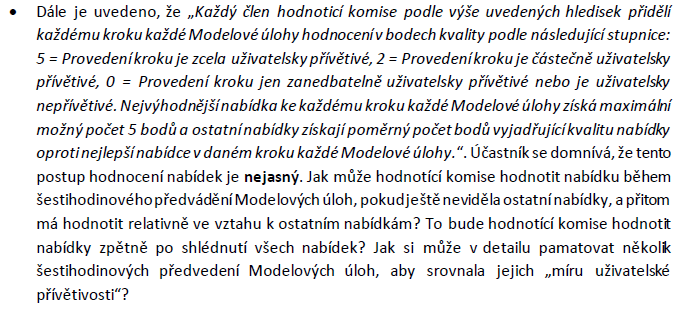 • Dále je uvedeno, že „Každý člen hodnoticí komise podle výše uvedených hledisek přidělí
každému kroku každé Modelové úlohy hodnocení v bodech kvality podle následující stupnice:
5 = Provedení kroku je zcela uživatelsky přívětivé, 2 = Provedení kroku je částečně uživatelsky
přívětivé, 0 = Provedení kroku jen zanedbatelně uživatelsky přívětivé nebo je uživatelsky
nepřívětivé. Nejvýhodnější nabídka ke každému kroku každé Modelové úlohy získá maximální
možný počet 5 bodů a ostatní nabídky získají poměrný počet bodů vyjadřující kvalitu nabídky
oproti nejlepší nabídce v daném kroku každé Modelové úlohy.“. Účastník se domnívá, že tento
postup hodnocení nabídek je nejasný. Jak může hodnotící komise hodnotit nabídku během
šestihodinového předvádění Modelových úloh, pokud ještě neviděla ostatní nabídky, a přitom
má hodnotit relativně ve vztahu k ostatním nabídkám? To bude hodnotící komise hodnotit
nabídky zpětně po shlédnutí všech nabídek? Jak si může v detailu pamatovat několik
šestihodinových předvedení Modelových úloh, aby srovnala jejich „míru uživatelské
přívětivosti“?